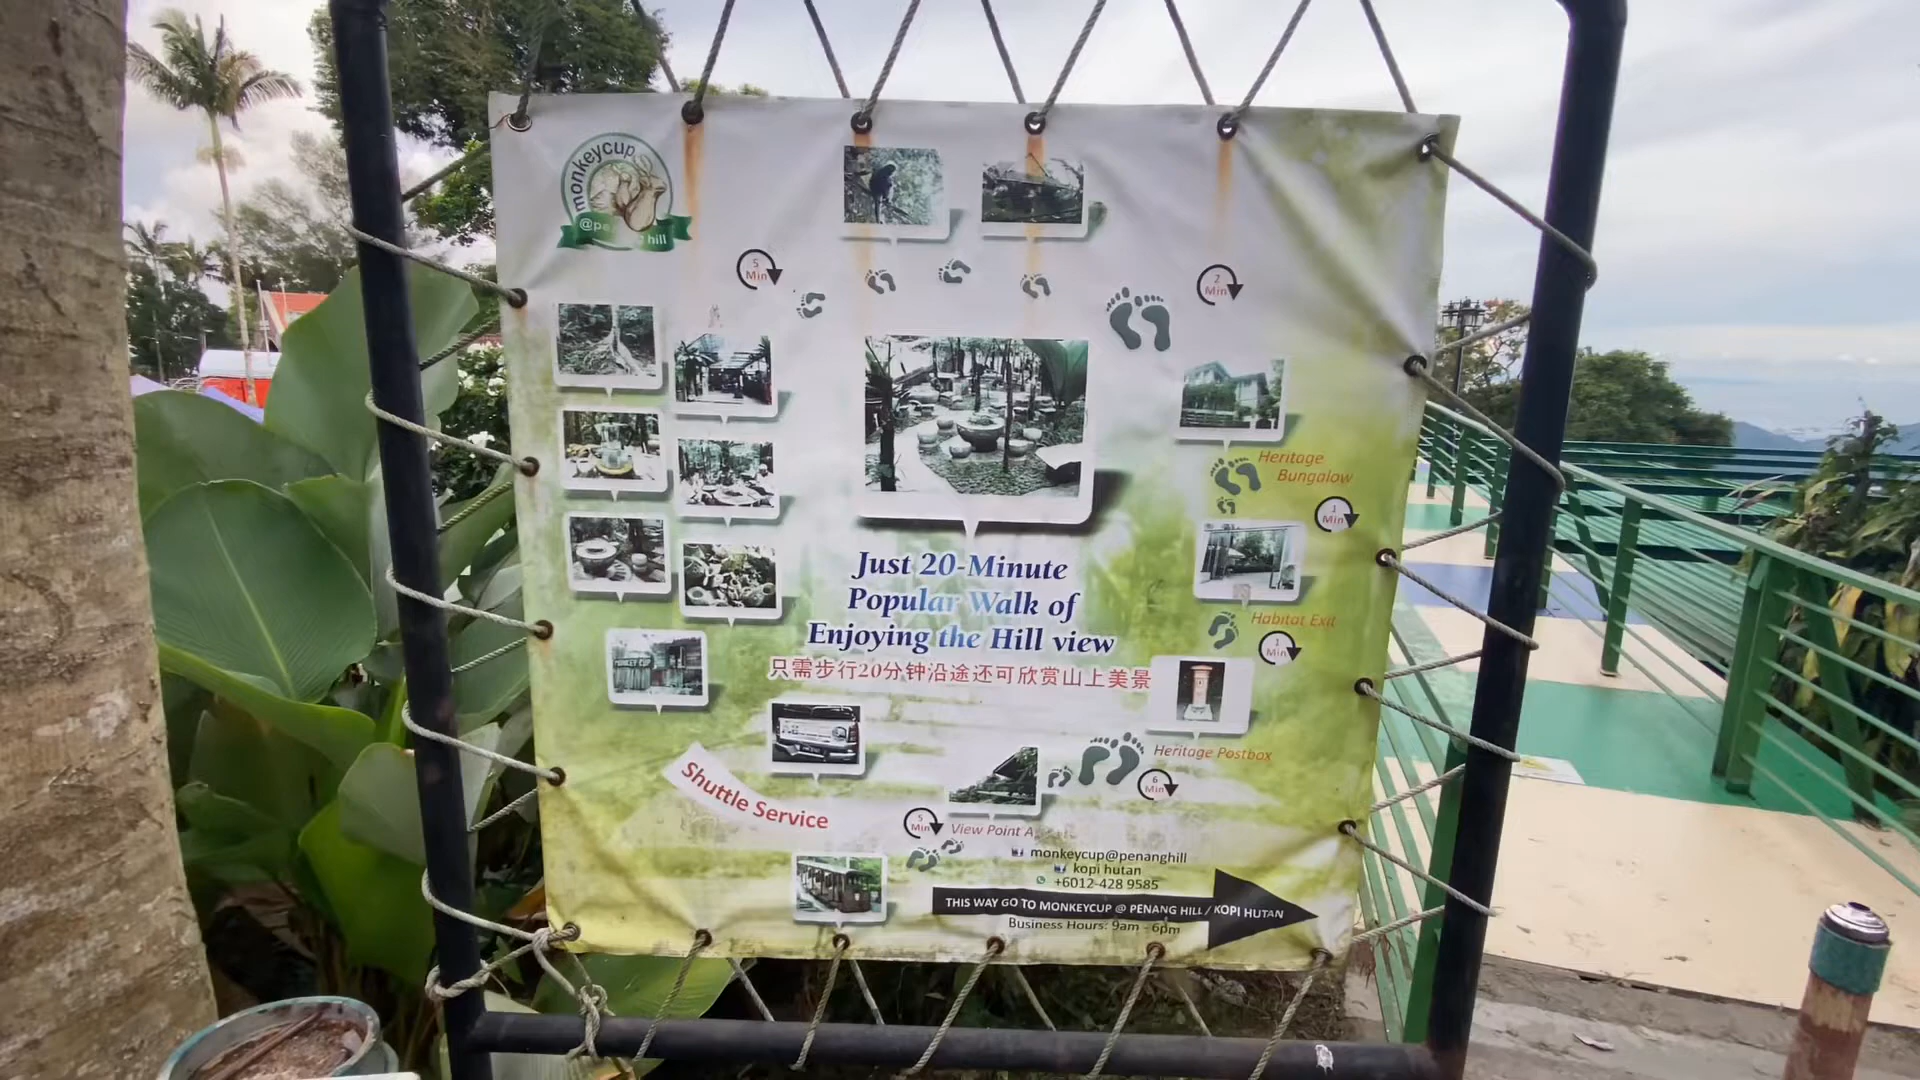 monkeycup
hill
5
Min
2
Min
Heritage
Bungalow
1
Min
Just 20-Minute
Popular Walk of
Enjoying the Hill view
只需步行20分钟沿途还可欣赏山上美景
Habitat Exit
1
Min
MONKEY CUP
Heritage Postbox
6
Min
Shuttle Service
5
Min
View Point
monkeycup@penanghill
kopi hutan
+6012-428 9585
THIS WAY GO TO MONKEYCUP @ PENANG HILL / KOPI HUTAN
Business Hours: 9am - 6pm